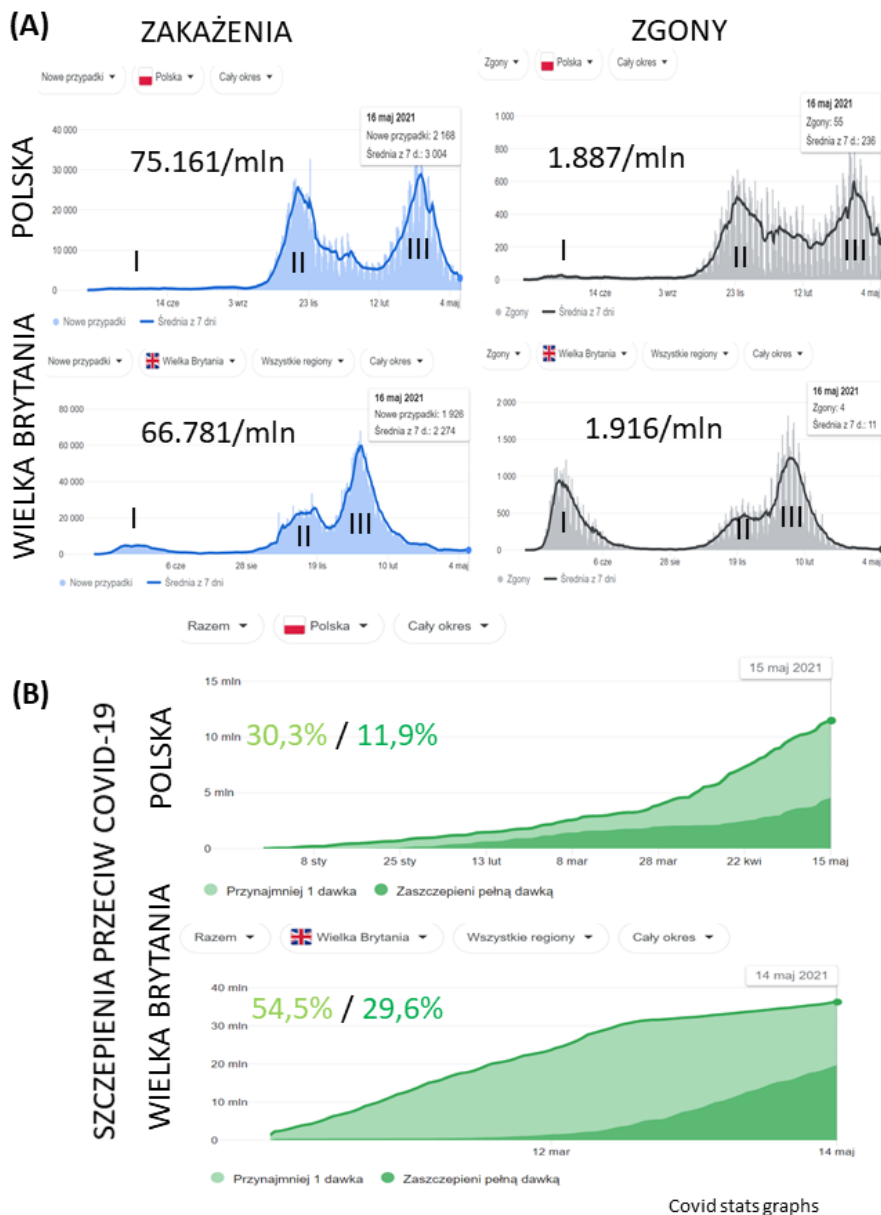 (A)
ZAKAŻENIA
ZGONY
POLSKA
Nowe przypadki
Polska
Cały okres
16 maj 2021
Nowe przypadki: 2 168
Średnia z 7 d.: 3 004
75.161/mln
40 000
30 000
20 000
10 000
0
I
II
III
14 cze
3 wrz
23 lis
12 lut
4 maj
Nowe przypadki
Średnia z 7 dni
Zgony
Polska
Cały okres
16 maj 2021
Zgony: 55
Średnia z 7 d.: 236
1.887/mln
1 000
800
600
400
200
0
I
II
III
14 cze
3 wrz
23 lis
12 lut
4 maj
Zgony
Średnia z 7 dni
WIELKA BRYTANIA
Nowe przypadki
Wielka Brytania
Wszystkie regiony
Cały okres
16 maj 2021
Nowe przypadki: 1 926
Średnia z 7 d.: 2 274
66.781/mln
80 000
60 000
40 000
20 000
0
I
II
III
6 cze
28 sie
19 lis
10 lut
4 maj
Nowe przypadki
Średnia z 7 dni
Zgony
Wielka Brytania
Wszystkie regiony
Cały okres
16 maj 2021
Zgony: 4
Średnia z 7 d.: 11
1.916/mln
2 000
1 500
1 000
500
0
I
II
III
6 cze
28 sie
19 lis
10 lut
4 maj
Zgony
Średnia z 7 dni
(B)
SZCZEPIENIA PRZECIW COVID-19
POLSKA
Razem
Polska
Cały okres
15 maj 2021
30,3% / 11,9%
15 mln
10 mln
5 mln
0
8 sty
25 sty
13 lut
8 mar
28 mar
22 kwi
15 maj
Przynajmniej 1 dawka
Zaszczepieni pełną dawką
WIELKA BRYTANIA
Razem
Wielka Brytania
Wszystkie regiony
Cały okres
14 maj 2021
54,5% / 29,6%
40 mln
30 mln
20 mln
10 mln
0
12 mar
14 maj
Przynajmniej 1 dawka
Zaszczepieni pełną dawką
Covid stats graphs